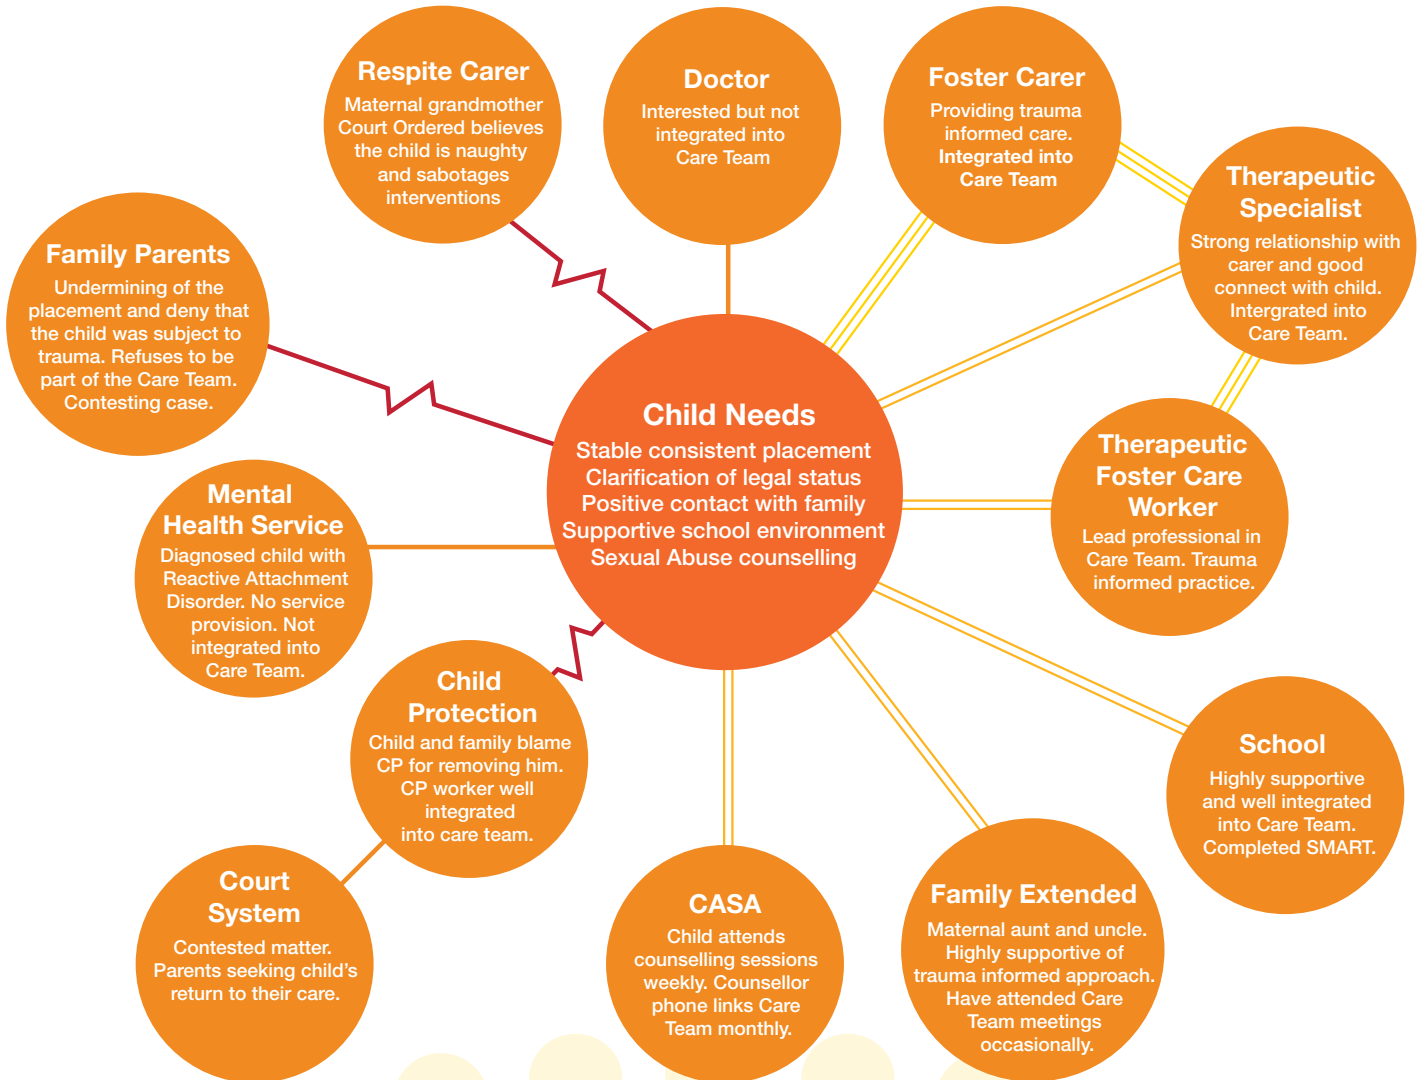 Respite Carer
Maternal grandmother
Court Ordered believes
the child is naughty
and sabotages
interventions
Doctor
Interested but not
integrated into
Care Team
Foster Carer
Providing trauma
informed care.
Integrated into
Care Team
Therapeutic
Specialist
Strong relationship with
carer and good
connect with child.
Intergrated into
Care Team.
Family Parents
Undermining of the
placement and deny that
the child was subject to
trauma. Refuses to be
part of the Care Team.
Contesting case.
Child Needs
Stable consistent placement
Clarification of legal status
Positive contact with family
Supportive school environment
Sexual Abuse counselling
Therapeutic
Foster Care
Worker
Lead professional in
Care Team. Trauma
informed practice.
Mental
Health Service
Diagnosed child with
Reactive Attachment
Disorder. No service
provision. Not
integrated into
Care Team.
Child
Protection
Child and family blame
CP for removing him.
CP worker well
integrated
into care team.
School
Highly supportive
and well integrated
into Care Team.
Completed SMART.
Court
System
Contested matter.
Parents seeking child's
return to their care.
CASA
Child attends
counselling sessions
weekly. Counsellor
phone links Care
Team monthly.
Family Extended
Maternal aunt and uncle.
Highly supportive of
trauma informed approach.
Have attended Care
Team meetings
occasionally.